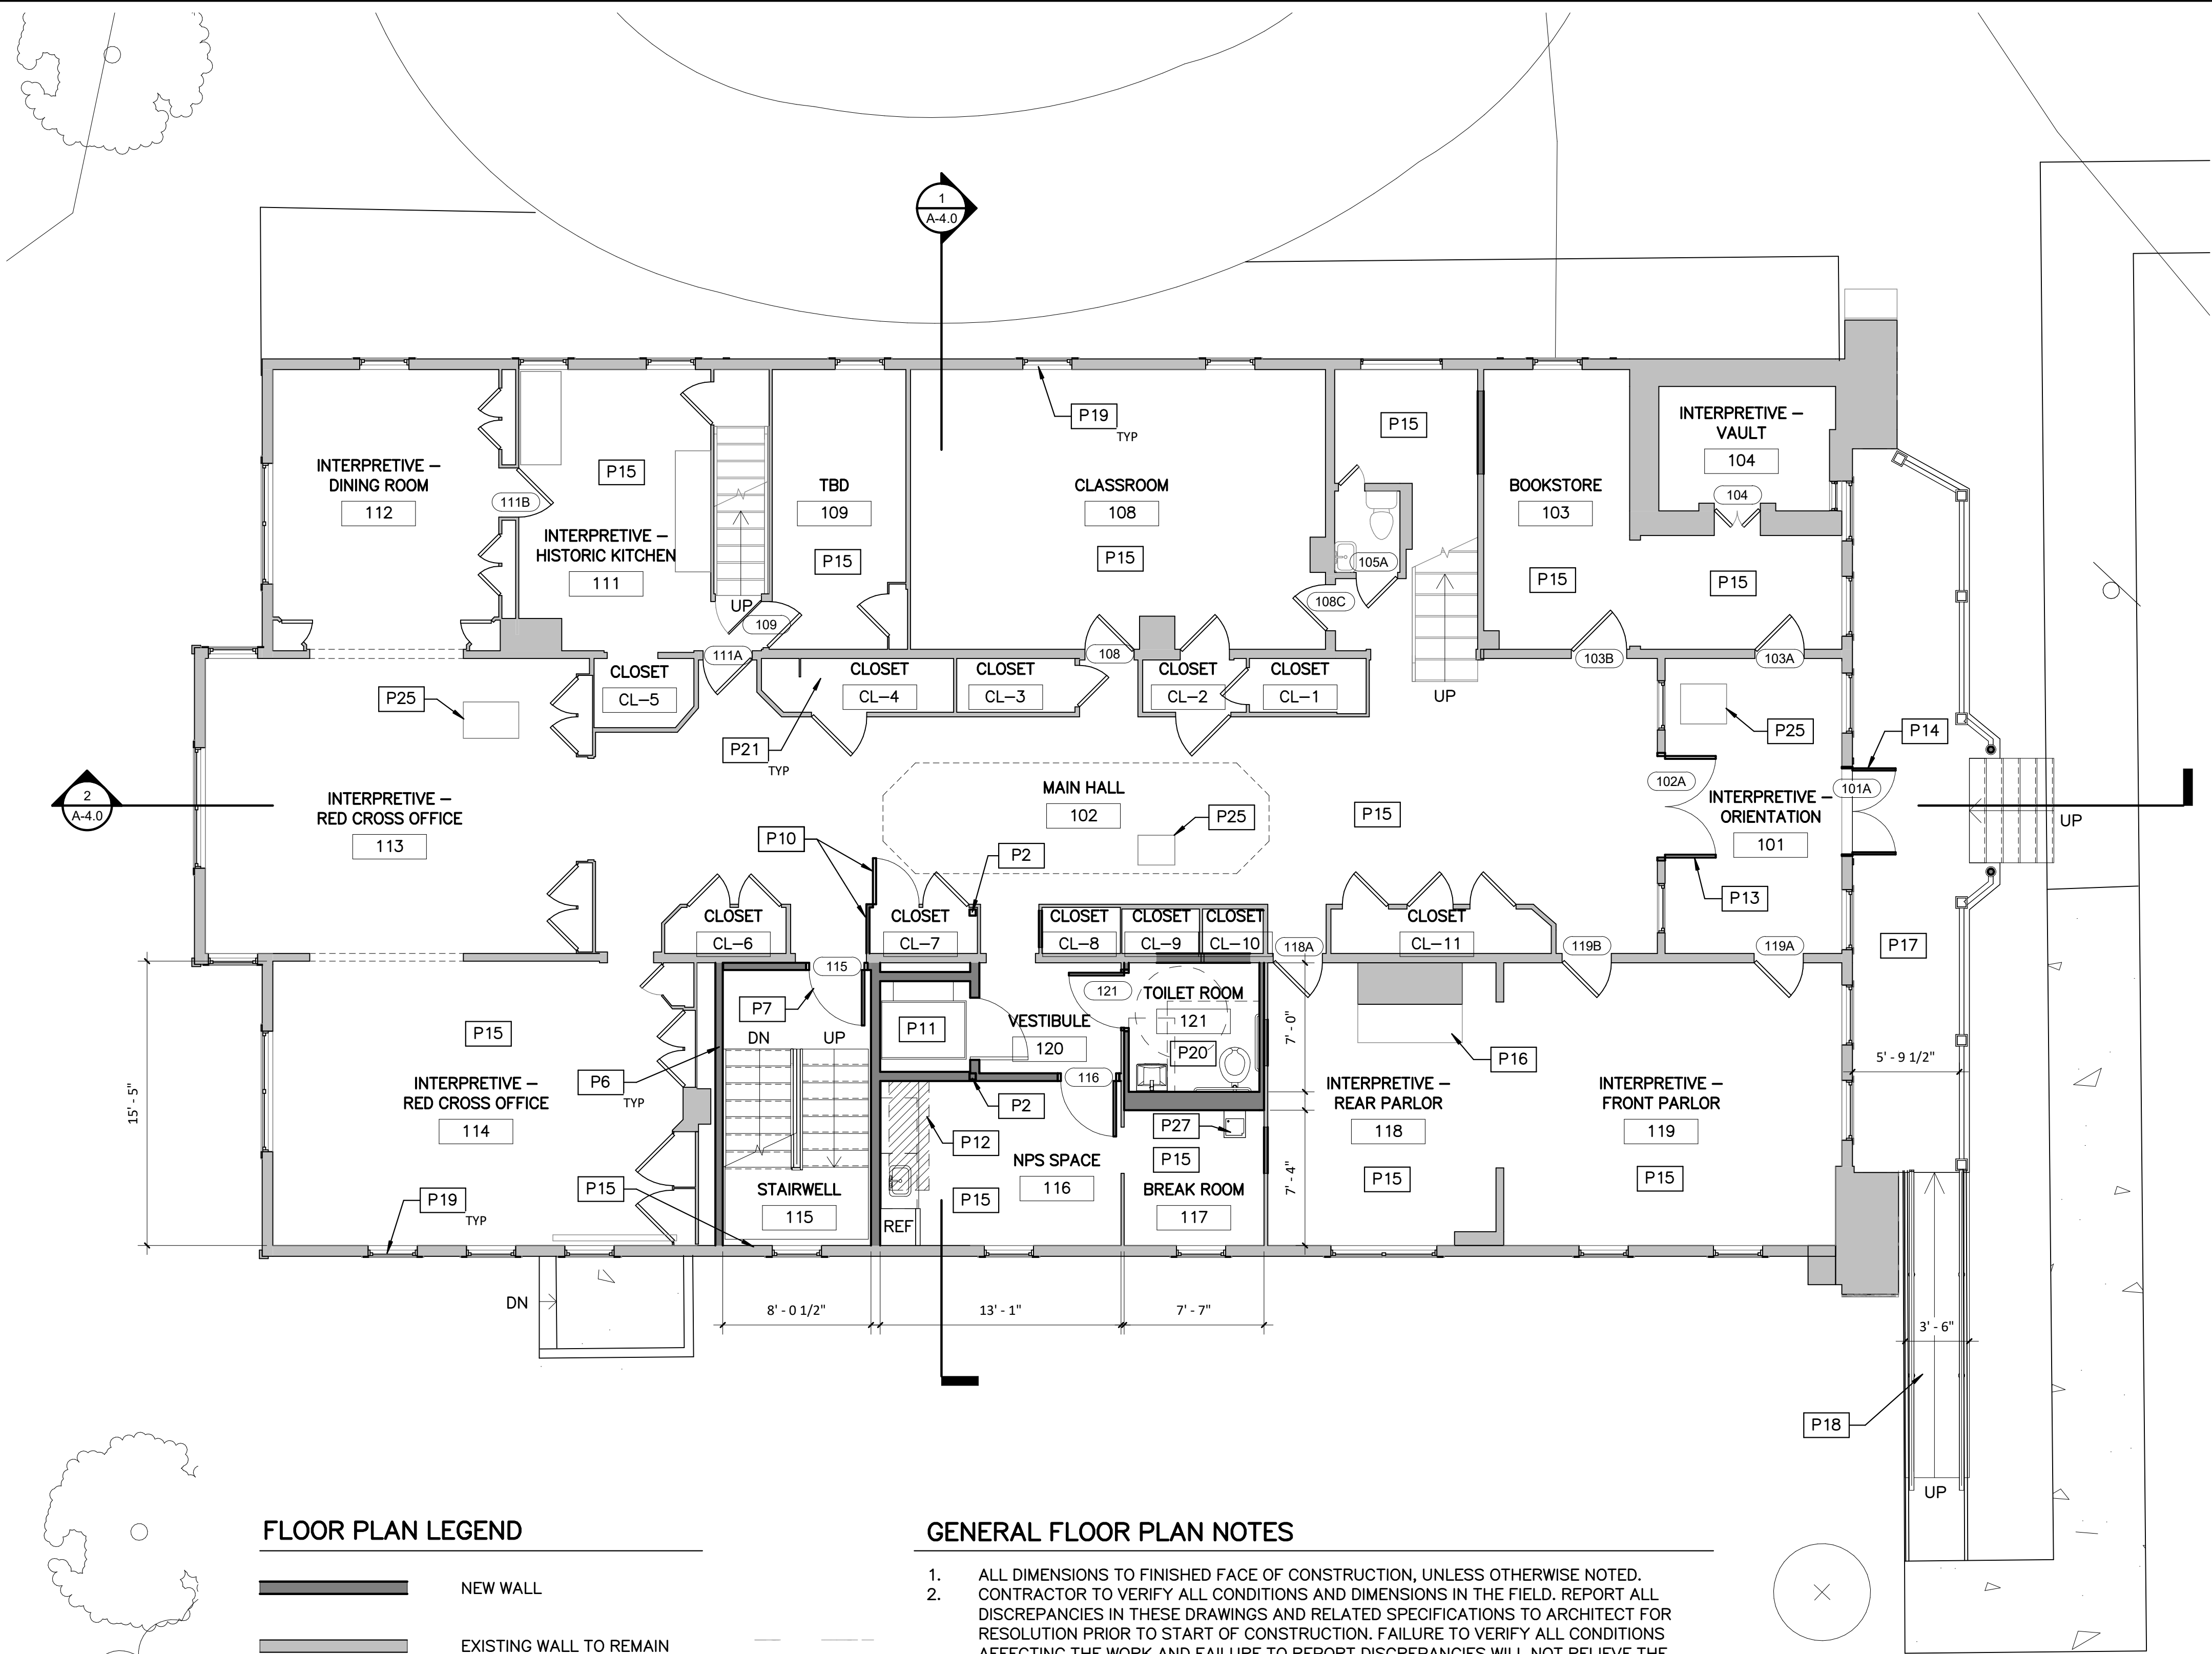 1
A-4.0
P19
TYP
P15
INTERPRETIVE –
VAULT
104
104
INTERPRETIVE –
DINING ROOM
112
111B
P15
INTERPRETIVE –
HISTORIC KITCHEN
111
UP
TBD
109
P15
109
CLASSROOM
108
P15
105A
108C
BOOKSTORE
103
P15
P15
111A
108
103B
103A
CLOSET
CL–5
CLOSET
CL–4
CLOSET
CL–3
CLOSET
CL–2
CLOSET
CL–1
UP
P25
P21
TYP
P25
P14
2
A-4.0
INTERPRETIVE –
RED CROSS OFFICE
113
MAIN HALL
102
P25
P15
102A
INTERPRETIVE –
ORIENTATION
101
101A
UP
P10
P2
P13
CLOSET
CL–6
CLOSET
CL–7
CLOSET
CL–8
CLOSET
CL–9
CLOSET
CL–10
CLOSET
CL–11
118A
119B
119A
P17
115
P7
DN
UP
P11
VESTIBULE
120
121
TOILET ROOM
121
P20
7' - 0"
P16
5' - 9 1/2"
15' - 5"
P15
INTERPRETIVE –
RED CROSS OFFICE
114
P6
TYP
116
P2
P12
P27
P15
NPS SPACE
116
P15
BREAK ROOM
117
7' - 4"
INTERPRETIVE –
REAR PARLOR
118
P15
INTERPRETIVE –
FRONT PARLOR
119
P15
P19
TYP
P15
STAIRWELL
115
REF
DN
8' - 0 1/2"
13' - 1"
7' - 7"
3' - 6"
P18
UP
FLOOR PLAN LEGEND
NEW WALL
EXISTING WALL TO REMAIN
GENERAL FLOOR PLAN NOTES
1. ALL DIMENSIONS TO FINISHED FACE OF CONSTRUCTION, UNLESS OTHERWISE NOTED.
2. CONTRACTOR TO VERIFY ALL CONDITIONS AND DIMENSIONS IN THE FIELD. REPORT ALL
DISCREPANCIES IN THESE DRAWINGS AND RELATED SPECIFICATIONS TO ARCHITECT FOR
RESOLUTION PRIOR TO START OF CONSTRUCTION. FAILURE TO VERIFY ALL CONDITIONS
AFFECTING THE WORK AND FAILURE TO REPORT DISCREPANCIES WILL NOT RELIEVE THE